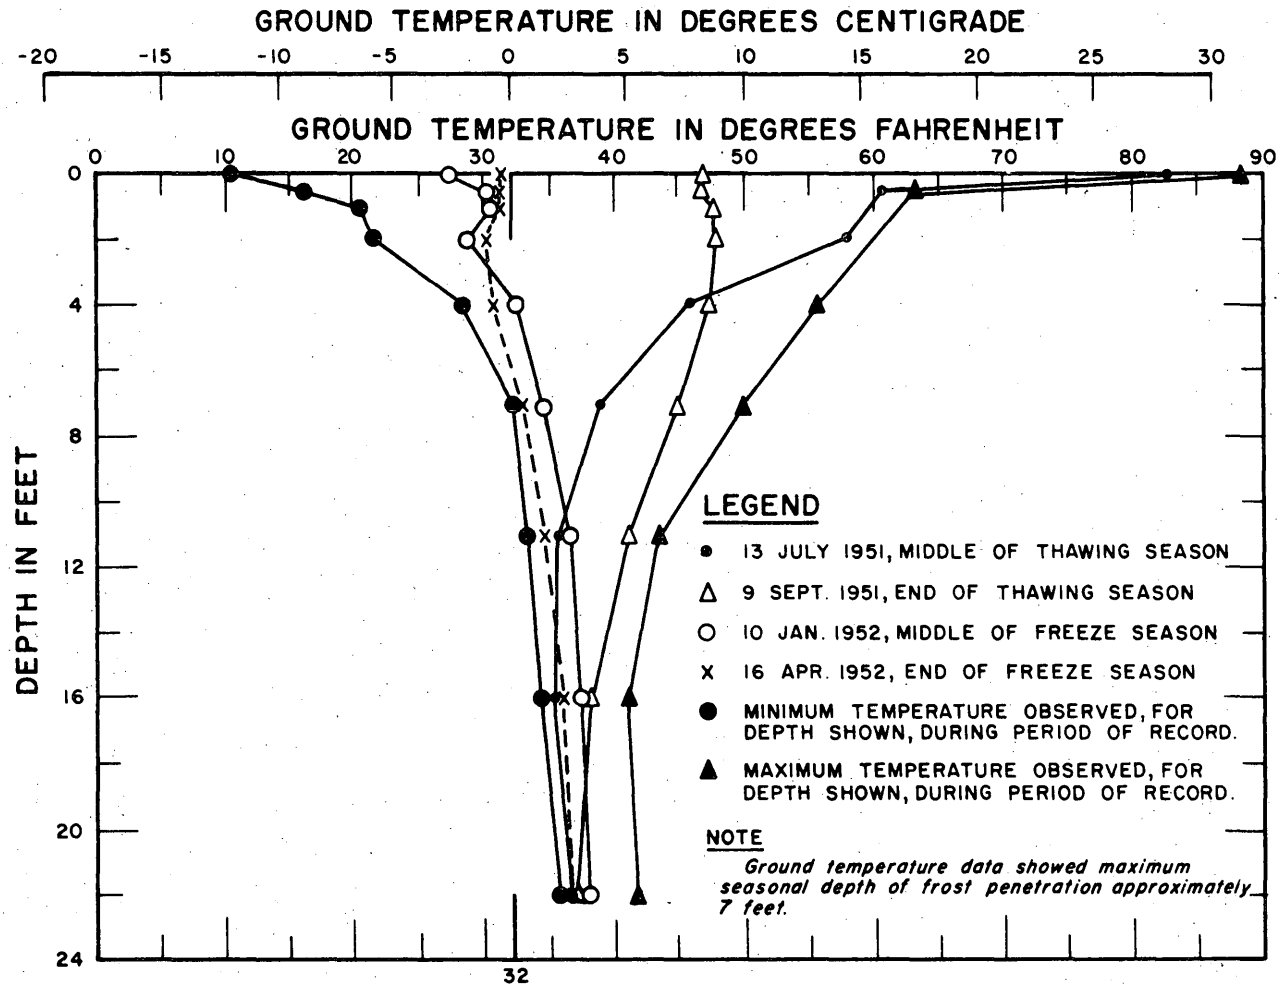 GROUND TEMPERATURE IN DEGREES CENTIGRADE
-20 -15 -10 -5 0 5 10 15 20 25 30
GROUND TEMPERATURE IN DEGREES FAHRENHEIT
0 10 20 30 40 50 60 70 80 90
0
4
8
12
16
20
24
DEPTH IN FEET
32
LEGEND
13 JULY 1951, MIDDLE OF THAWING SEASON
9 SEPT. 1951, END OF THAWING SEASON
10 JAN. 1952, MIDDLE OF FREEZE SEASON
16 APR. 1952, END OF FREEZE SEASON
MINIMUM TEMPERATURE OBSERVED, FOR
DEPTH SHOWN, DURING PERIOD OF RECORD.
MAXIMUM TEMPERATURE OBSERVED, FOR
DEPTH SHOWN, DURING PERIOD OF RECORD.
NOTE
Ground temperature data showed maximum
seasonal depth of frost penetration approximately
7 feet.